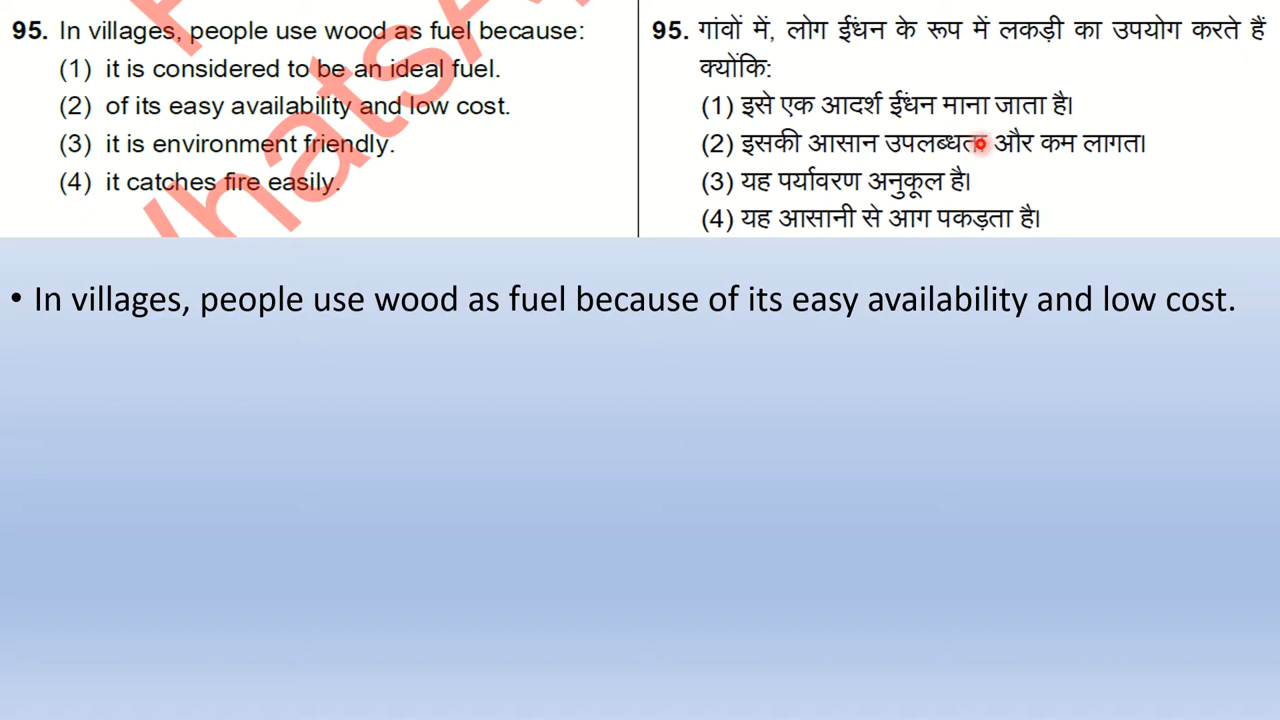 95. In villages, people use wood as fuel because:
(1) it is considered to be an ideal fuel.
(2) of its easy availability and low cost.
(3) it is environment friendly.
(4) it catches fire easily.
95. गांवों में, लोग ईंधन के रूप में लकड़ी का उपयोग करते हैं
क्योंकि:
(1) इसे एक आदर्श ईंधन माना जाता है।
(2) इसकी आसान उपलब्धता और कम लागत।
(3) यह पर्यावरण अनुकूल है।
(4) यह आसानी से आग पकड़ता है।
• In villages, people use wood as fuel because of its easy availability and low cost.